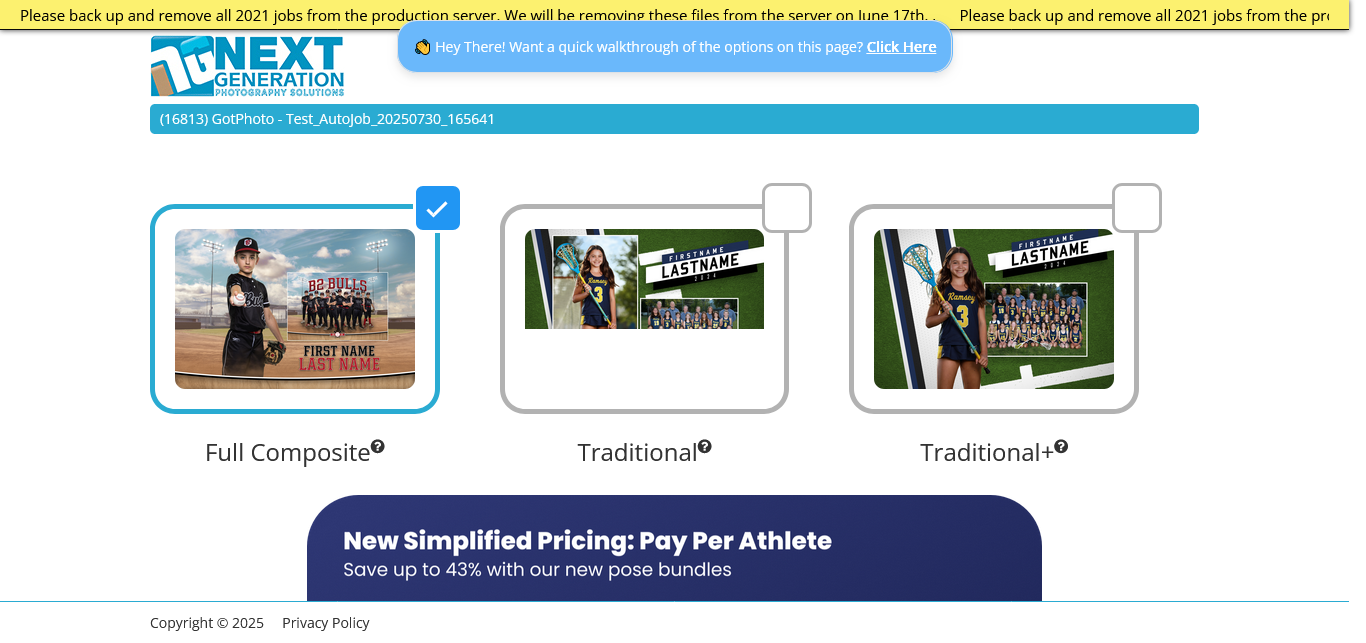 Please back up and remove all 2021 jobs from the production server. We will be removing these files from the server on June 17th. . Please back up and remove all 2021 jobs from the
👋 Hey There! Want a quick walkthrough of the options on this page? Click Here
NEXT
GENERATION
PHOTOGRAPHY SOLUTIONS
(16813) GotPhoto - Test_AutoJob_20250730_165641
B2 BULLS
FIRST NAME
LAST NAME
FIRSTNAME
LASTNAME
2024
Ramsey
3
FIRSTNAME
LASTNAME
2024
Ramsey
3
Full Composite
Traditional
Traditional+
New Simplified Pricing: Pay Per Athlete
Save up to 43% with our new pose bundles
Copyright © 2025 Privacy Policy